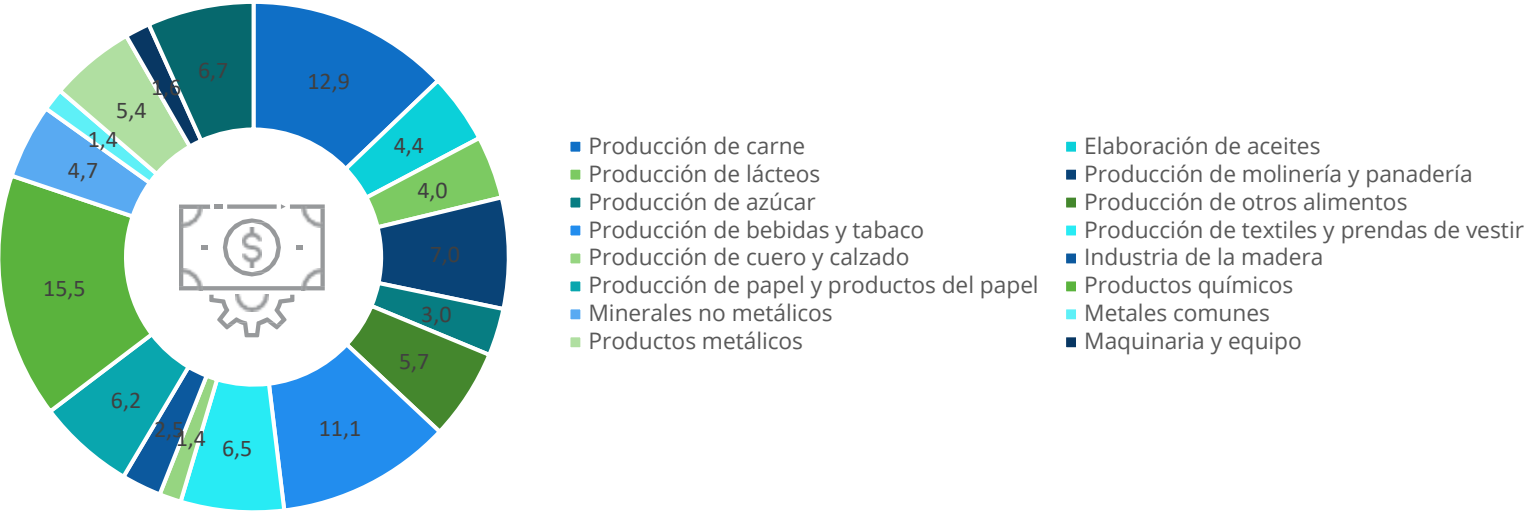 6,7
12,9
1,6
5,4
4,4
1,4
4,7
4,0
7,0
15,5
3,0
5,7
6,2
11,1
2,5
1,4
6,5
$
Producción de carne
Elaboración de aceites
Producción de lácteos
Producción de molinería y panadería
Producción de azúcar
Producción de otros alimentos
Producción de bebidas y tabaco
Producción de textiles y prendas de vestir
Producción de cuero y calzado
Industria de la madera
Producción de papel y productos del papel
Productos químicos
Minerales no metálicos
Metales comunes
Productos metálicos
Maquinaria y equipo